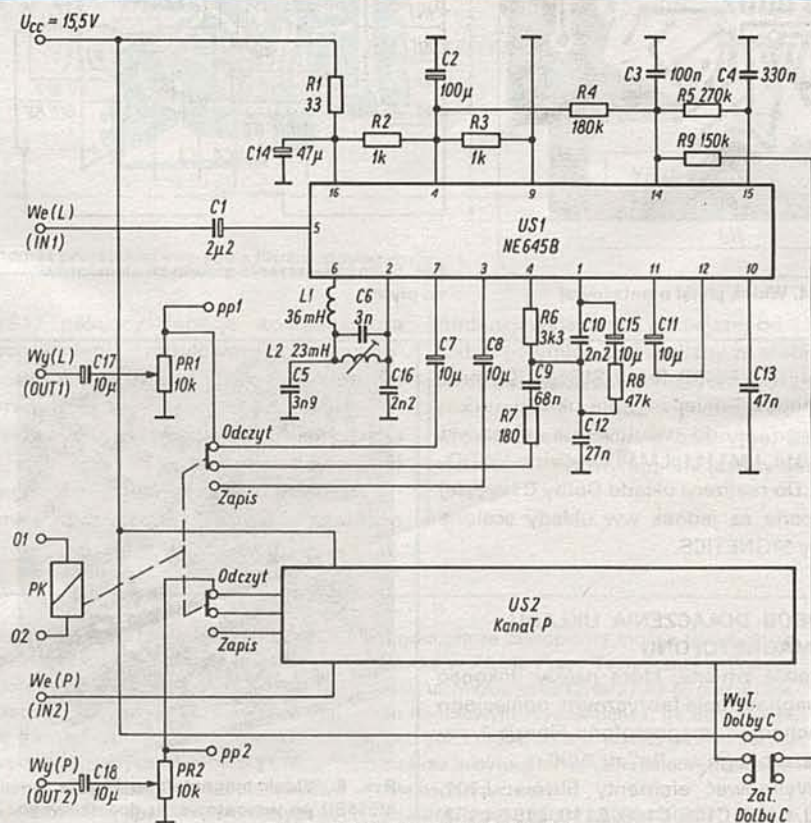 Ucc = 15,5V
R1
33
C2
100µ
C3
100n
C4
330n
R4
180k
R5 270k
R2
1k
R3
1k
R9 150k
C14
47µ
16
4
9
14
15
We(L)
(IN1)
C1
2µ2
5
US1
NE645B
6
2
7
3
4
1
11
12
10
L1
36mH
C6
3n
pp1
L2 23mH
C7
10µ
C8
10µ
R6
3k3
C10
2n2
C15
10µ
C11
10µ
Wy(L)
(OUT1)
C17
10µ
PR1
10k
C5
3n9
C16
2n2
C9
68n
R8
47k
C13
47n
R7
180
C12
27n
Odczyt
Zapis
O1
PK
O2
Odczyt
Zapis
US2
Kanał P
We(P)
(IN2)
Wył.
Dolby C
pp2
Wy(P)
(OUT2)
C18
10µ
PR2
10k
Zał.
Dolby C